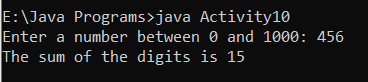 E:\Java Programs>java Activity10
Enter a number between 0 and 1000: 456
The sum of the digits is 15